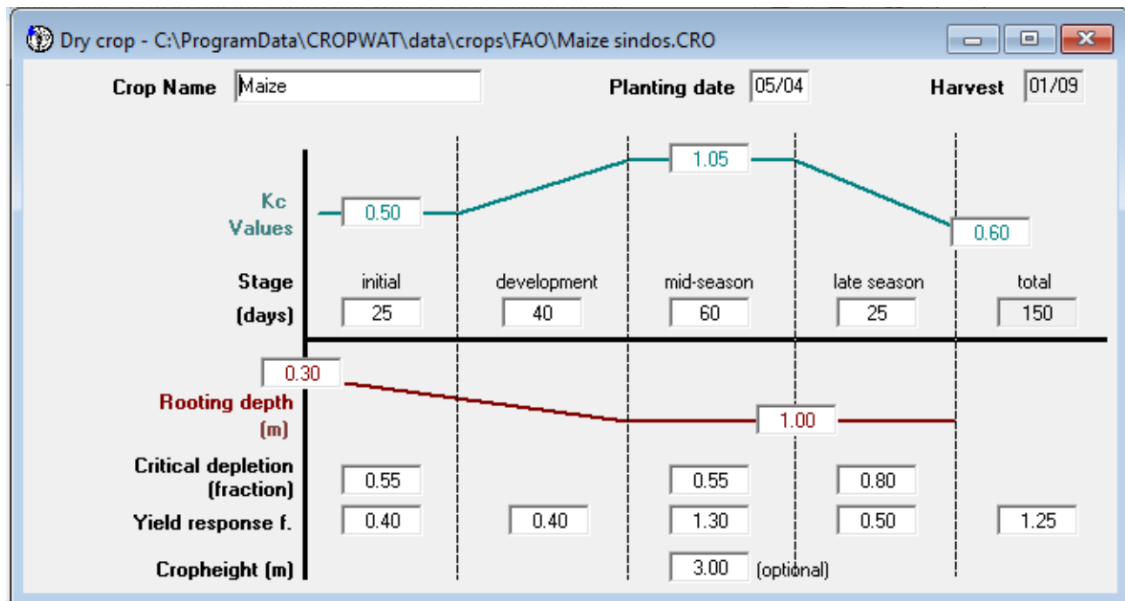 Dry crop - C:\ProgramData\CROPWAT\data\crops\FAO\Maize sindos.CRO
Crop Name Maize Planting date 05/04 Harvest 01/09
1.05
Kc
Values
0.50
0.60
Stage initial development mid-season late season total
(days) 25 40 60 25 150
0.30
Rooting depth
(m)
1.00
Critical depletion
(fraction) 0.55 0.55 0.80
Yield response f. 0.40 0.40 1.30 0.50 1.25
Cropheight (m) 3.00 (optional)